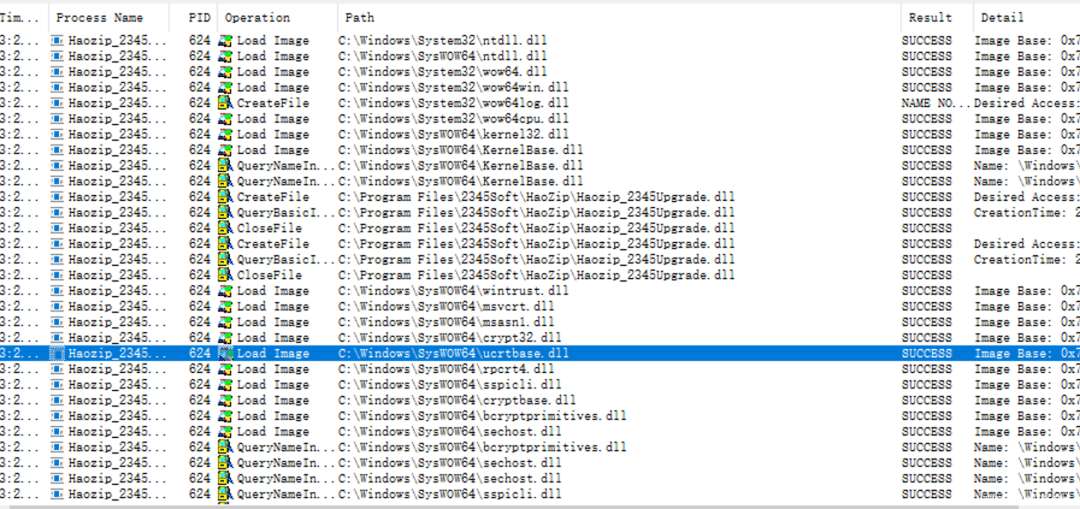 Tim... Process Name PID Operation Path Result Detail
3:2... Haozip_2345... 624 Load Image C:\Windows\System32\ntdll.dll SUCCESS Image Base: 0x7
3:2... Haozip_2345... 624 Load Image C:\Windows\SysWOW64\ntdll.dll SUCCESS Image Base: 0x7
3:2... Haozip_2345... 624 Load Image C:\Windows\System32\wow64.dll SUCCESS Image Base: 0x7
3:2... Haozip_2345... 624 Load Image C:\Windows\System32\wow64win.dll SUCCESS Image Base: 0x7
3:2... Haozip_2345... 624 CreateFile C:\Windows\System32\wow64log.dll NAME NO... Desired Access:
3:2... Haozip_2345... 624 Load Image C:\Windows\System32\wow64cpu.dll SUCCESS Image Base: 0x7
3:2... Haozip_2345... 624 Load Image C:\Windows\SysWOW64\kernel32.dll SUCCESS Image Base: 0x7
3:2... Haozip_2345... 624 Load Image C:\Windows\SysWOW64\KernelBase.dll SUCCESS Image Base: 0x7
3:2... Haozip_2345... 624 QueryNameIn... C:\Windows\SysWOW64\KernelBase.dll SUCCESS Name: \Windows\
3:2... Haozip_2345... 624 QueryNameIn... C:\Windows\SysWOW64\KernelBase.dll SUCCESS Name: \Windows\
3:2... Haozip_2345... 624 CreateFile C:\Program Files\2345Soft\HaoZip\Haozip_2345Upgrade.dll SUCCESS Desired Access:
3:2... Haozip_2345... 624 QueryBasicI... C:\Program Files\2345Soft\HaoZip\Haozip_2345Upgrade.dll SUCCESS CreationTime: 2
3:2... Haozip_2345... 624 CloseFile C:\Program Files\2345Soft\HaoZip\Haozip_2345Upgrade.dll SUCCESS
3:2... Haozip_2345... 624 CreateFile C:\Program Files\2345Soft\HaoZip\Haozip_2345Upgrade.dll SUCCESS Desired Access:
3:2... Haozip_2345... 624 QueryBasicI... C:\Program Files\2345Soft\HaoZip\Haozip_2345Upgrade.dll SUCCESS CreationTime: 2
3:2... Haozip_2345... 624 CloseFile C:\Program Files\2345Soft\HaoZip\Haozip_2345Upgrade.dll SUCCESS
3:2... Haozip_2345... 624 Load Image C:\Windows\SysWOW64\wintrust.dll SUCCESS Image Base: 0x7
3:2... Haozip_2345... 624 Load Image C:\Windows\SysWOW64\msvcrt.dll SUCCESS Image Base: 0x7
3:2... Haozip_2345... 624 Load Image C:\Windows\SysWOW64\msasn1.dll SUCCESS Image Base: 0x7
3:2... Haozip_2345... 624 Load Image C:\Windows\SysWOW64\crypt32.dll SUCCESS Image Base: 0x7
3:2... Haozip_2345... 624 Load Image C:\Windows\SysWOW64\ucrtbase.dll SUCCESS Image Base: 0x7
3:2... Haozip_2345... 624 Load Image C:\Windows\SysWOW64\rpcrt4.dll SUCCESS Image Base: 0x7
3:2... Haozip_2345... 624 Load Image C:\Windows\SysWOW64\sspicli.dll SUCCESS Image Base: 0x7
3:2... Haozip_2345... 624 Load Image C:\Windows\SysWOW64\cryptbase.dll SUCCESS Image Base: 0x7
3:2... Haozip_2345... 624 Load Image C:\Windows\SysWOW64\bcryptprimitives.dll SUCCESS Image Base: 0x7
3:2... Haozip_2345... 624 Load Image C:\Windows\SysWOW64\sechost.dll SUCCESS Image Base: 0x7
3:2... Haozip_2345... 624 QueryNameIn... C:\Windows\SysWOW64\bcryptprimitives.dll SUCCESS Name: \Windows\
3:2... Haozip_2345... 624 QueryNameIn... C:\Windows\SysWOW64\sechost.dll SUCCESS Name: \Windows\
3:2... Haozip_2345... 624 QueryNameIn... C:\Windows\SysWOW64\sechost.dll SUCCESS Name: \Windows\
3:2... Haozip_2345... 624 QueryNameIn... C:\Windows\SysWOW64\sspicli.dll SUCCESS Name: \Windows\